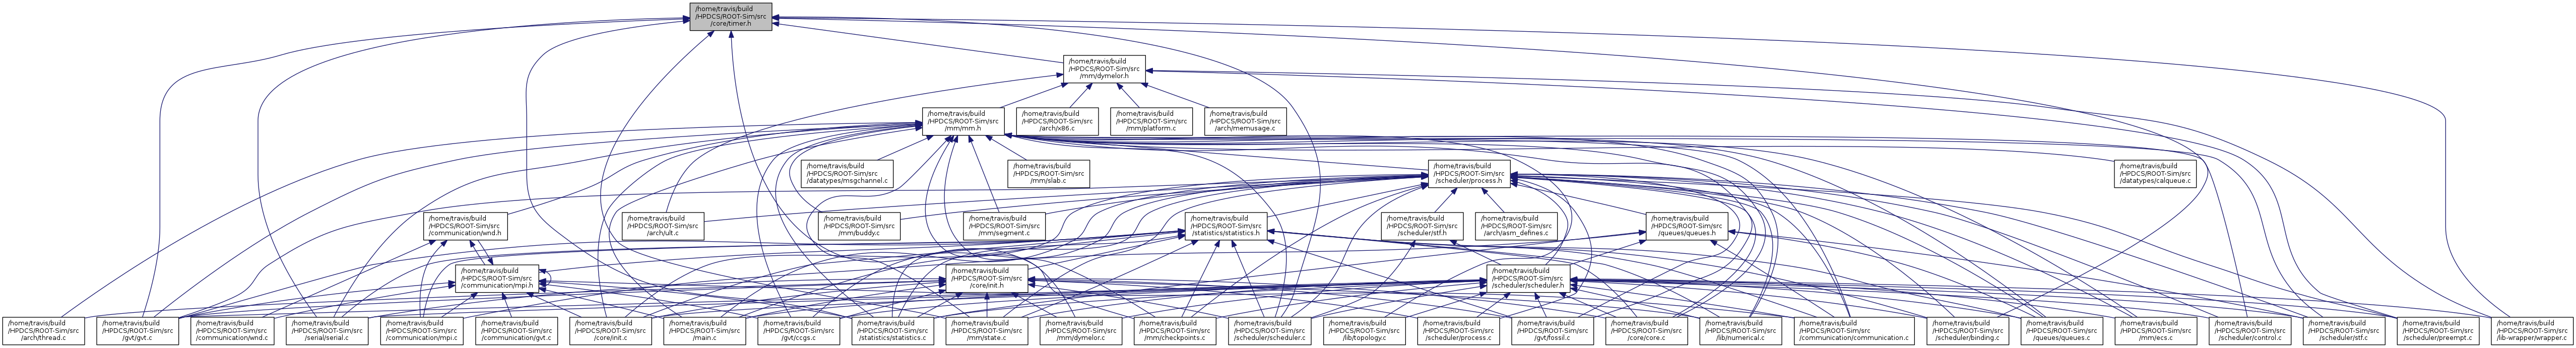 /home/travis/build
/HPDCS/ROOT-Sim/src
/core/timer.h
/home/travis/build
/HPDCS/ROOT-Sim/src
/mm/dymelor.h
/home/travis/build
/HPDCS/ROOT-Sim/src
/mm/mm.h
/home/travis/build
/HPDCS/ROOT-Sim/src
/arch/x86.c
/home/travis/build
/HPDCS/ROOT-Sim/src
/mm/platform.c
/home/travis/build
/HPDCS/ROOT-Sim/src
/arch/memusage.c
/home/travis/build
/HPDCS/ROOT-Sim/src
/datatypes/msgchannel.c
/home/travis/build
/HPDCS/ROOT-Sim/src
/mm/slab.c
/home/travis/build
/HPDCS/ROOT-Sim/src
/scheduler/process.h
/home/travis/build
/HPDCS/ROOT-Sim/src
/datatypes/calqueue.c
/home/travis/build
/HPDCS/ROOT-Sim/src
/communication/wnd.h
/home/travis/build
/HPDCS/ROOT-Sim/src
/arch/ult.c
/home/travis/build
/HPDCS/ROOT-Sim/src
/mm/buddy.c
/home/travis/build
/HPDCS/ROOT-Sim/src
/mm/segment.c
/home/travis/build
/HPDCS/ROOT-Sim/src
/statistics/statistics.h
/home/travis/build
/HPDCS/ROOT-Sim/src
/scheduler/stf.h
/home/travis/build
/HPDCS/ROOT-Sim/src
/arch/asm_defines.c
/home/travis/build
/HPDCS/ROOT-Sim/src
/queues/queues.h
/home/travis/build
/HPDCS/ROOT-Sim/src
/communication/mpi.h
/home/travis/build
/HPDCS/ROOT-Sim/src
/core/init.h
/home/travis/build
/HPDCS/ROOT-Sim/src
/scheduler/scheduler.h
/home/travis/build
/HPDCS/ROOT-Sim/src
/arch/thread.c
/home/travis/build
/HPDCS/ROOT-Sim/src
/gvt/gvt.c
/home/travis/build
/HPDCS/ROOT-Sim/src
/communication/wnd.c
/home/travis/build
/HPDCS/ROOT-Sim/src
/serial/serial.c
/home/travis/build
/HPDCS/ROOT-Sim/src
/communication/mpi.c
/home/travis/build
/HPDCS/ROOT-Sim/src
/communication/gvt.c
/home/travis/build
/HPDCS/ROOT-Sim/src
/core/init.c
/home/travis/build
/HPDCS/ROOT-Sim/src
/main.c
/home/travis/build
/HPDCS/ROOT-Sim/src
/gvt/ccgs.c
/home/travis/build
/HPDCS/ROOT-Sim/src
/statistics/statistics.c
/home/travis/build
/HPDCS/ROOT-Sim/src
/mm/state.c
/home/travis/build
/HPDCS/ROOT-Sim/src
/mm/dymelor.c
/home/travis/build
/HPDCS/ROOT-Sim/src
/mm/checkpoints.c
/home/travis/build
/HPDCS/ROOT-Sim/src
/scheduler/scheduler.c
/home/travis/build
/HPDCS/ROOT-Sim/src
/lib/topology.c
/home/travis/build
/HPDCS/ROOT-Sim/src
/scheduler/process.c
/home/travis/build
/HPDCS/ROOT-Sim/src
/gvt/fossil.c
/home/travis/build
/HPDCS/ROOT-Sim/src
/core/core.c
/home/travis/build
/HPDCS/ROOT-Sim/src
/lib/numerical.c
/home/travis/build
/HPDCS/ROOT-Sim/src
/communication/communication.c
/home/travis/build
/HPDCS/ROOT-Sim/src
/scheduler/binding.c
/home/travis/build
/HPDCS/ROOT-Sim/src
/queues/queues.c
/home/travis/build
/HPDCS/ROOT-Sim/src
/mm/ecs.c
/home/travis/build
/HPDCS/ROOT-Sim/src
/scheduler/control.c
/home/travis/build
/HPDCS/ROOT-Sim/src
/scheduler/stf.c
/home/travis/build
/HPDCS/ROOT-Sim/src
/scheduler/preempt.c
/home/travis/build
/HPDCS/ROOT-Sim/src
/lib-wrapper/wrapper.c